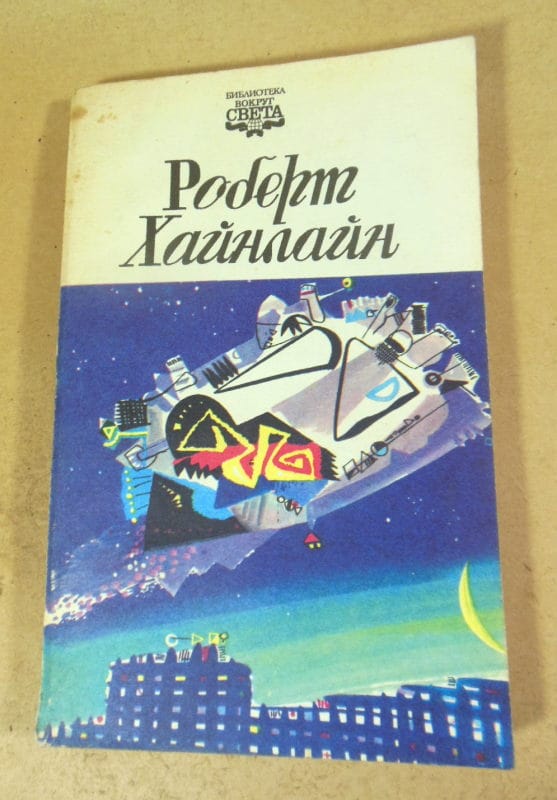 БИБЛИОТЕКА
ВОКРУГ
СВЕТА
Роберт
Хайнлайн